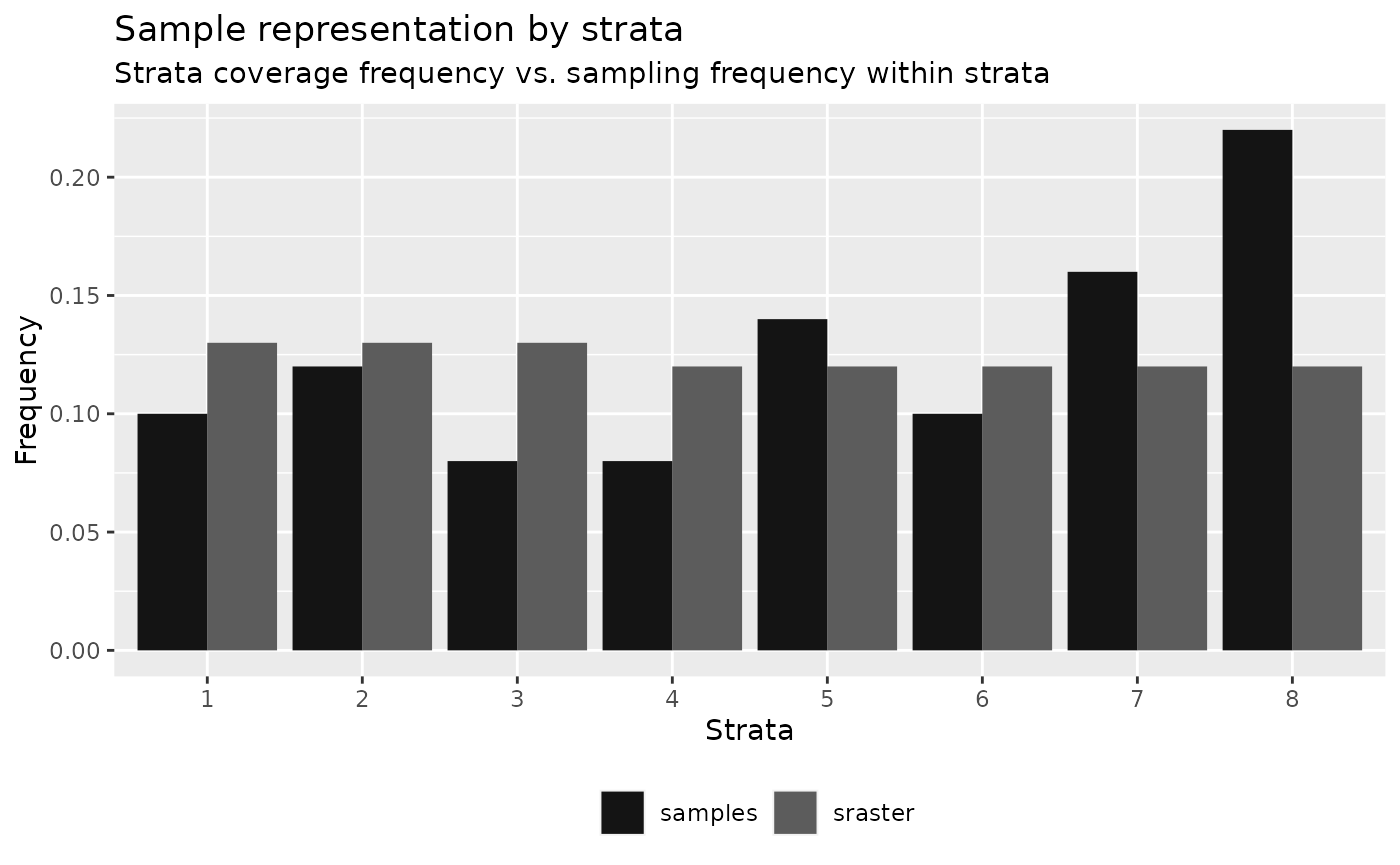 Sample representation by strata
Strata coverage frequency vs. sampling frequency within strata
Frequency
0.20
0.15
0.10
0.05
0.00
1 2 3 4 5 6 7 8
Strata
samples sraster